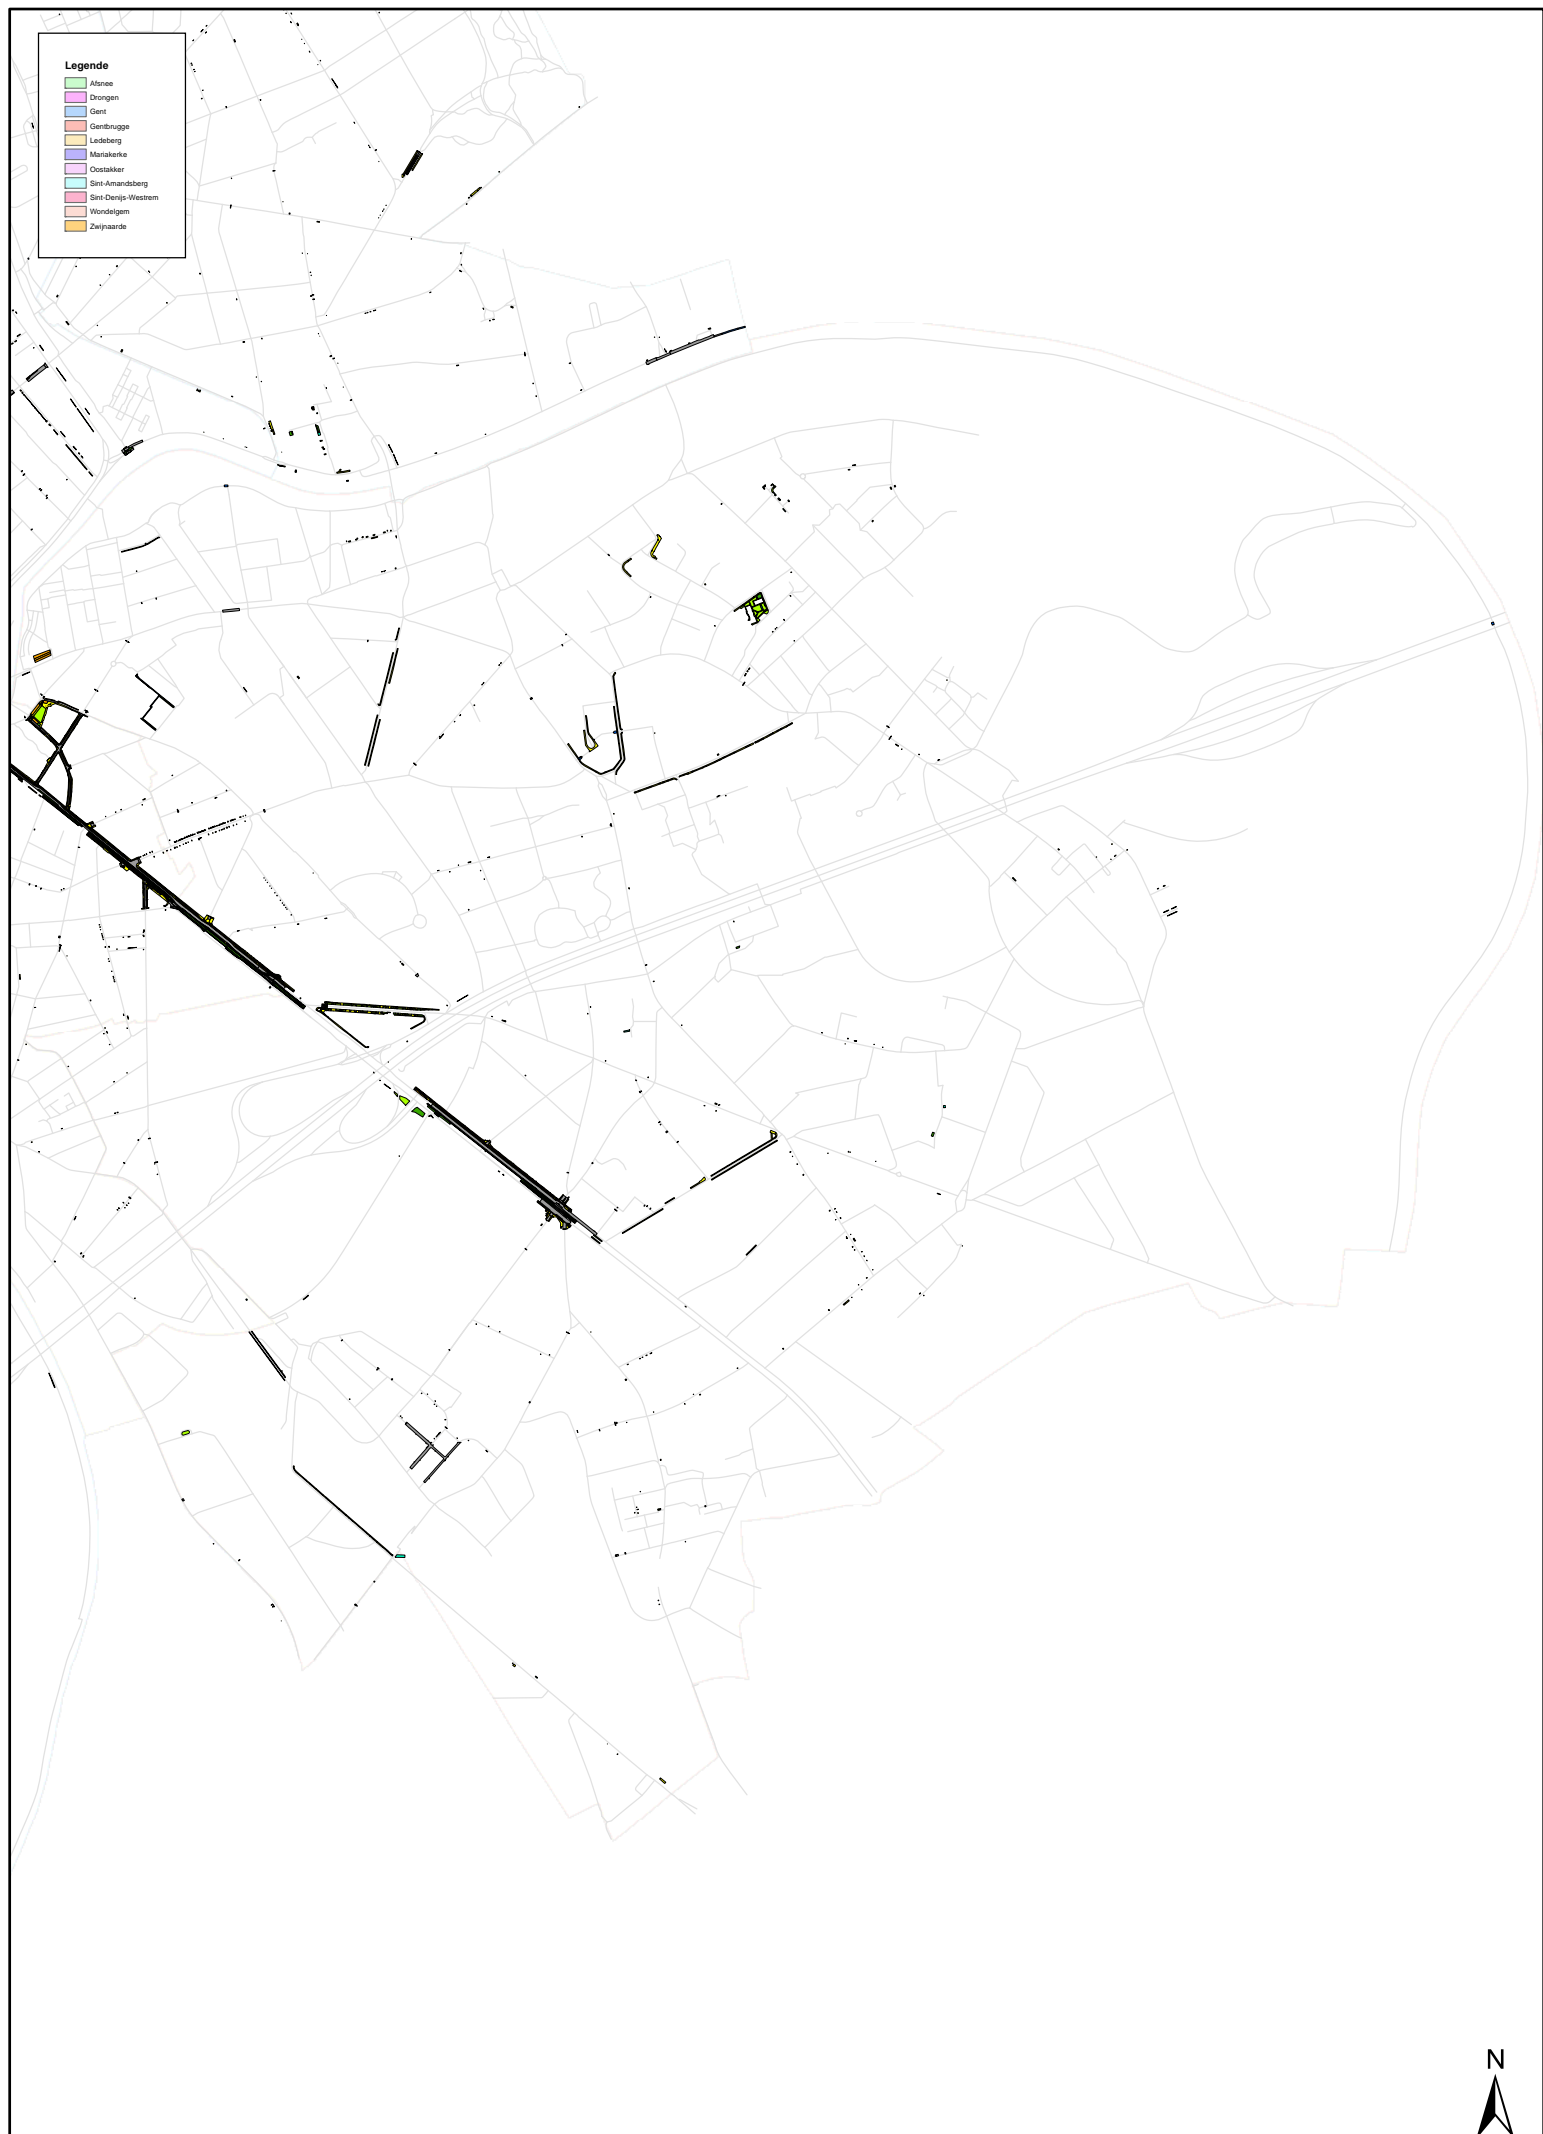 Legende
Afsnee
Drongen
Gent
Gentbrugge
Ledeberg
Mariakerke
Oostakker
Sint-Amandsberg
Sint-Denijs-Westrem
Wondelgem
Zwijnaarde
N